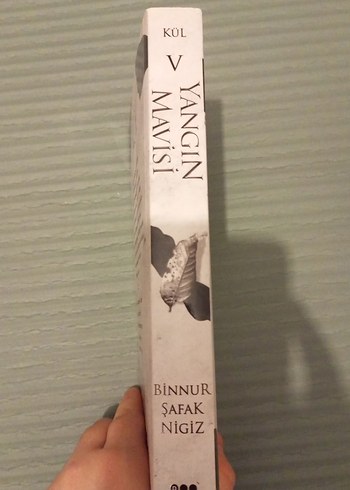 KÜL
V
YANGIN
MAVİSİ
BİNNUR
ŞAFAK
NİGİZ